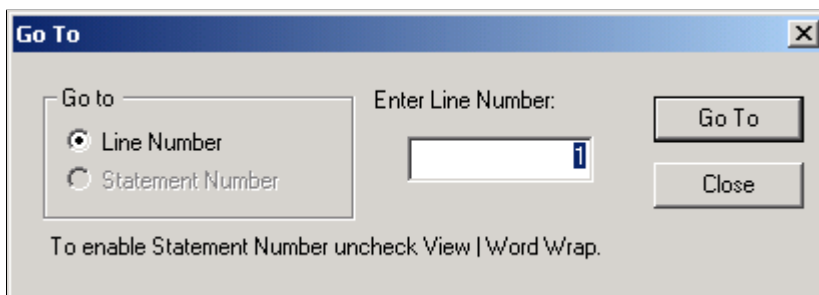 Go To
Go to
Line Number
Statement Number
Enter Line Number:
1
Go To
Close
To enable Statement Number uncheck View | Word Wrap.